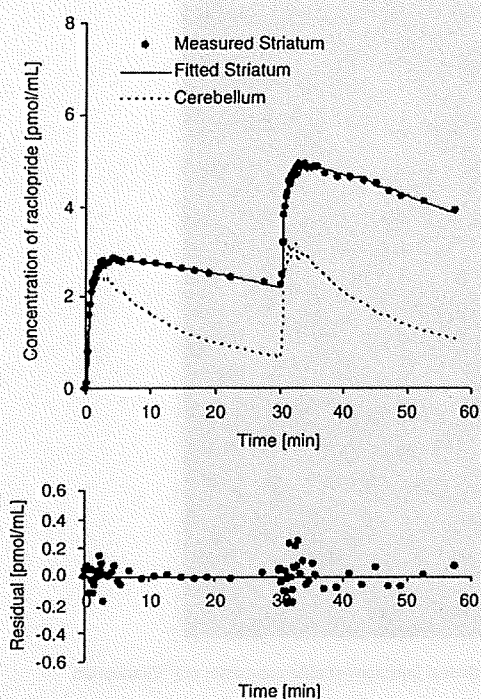 8
6
4
2
0
Concentration of raclopride [pmol/mL]
Measured Striatum
Fitted Striatum
Cerebellum
0 10 20 30 40 50 60
Time [min]
0.6
0.4
0.2
0.0
-0.2
-0.4
-0.6
Residual [pmol/mL]
0 10 20 30 40 50 60
Time [min]